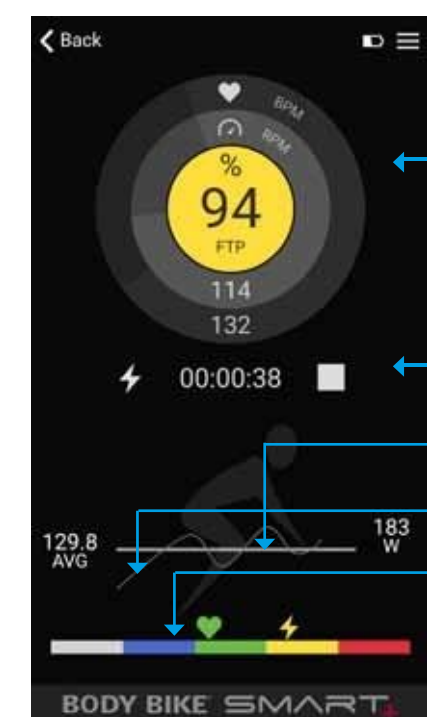 Back
BPM
RPM
%
94
FTP
114
132
00:00:38
129.8
AVG
183
W
BODY BIKE SMART+